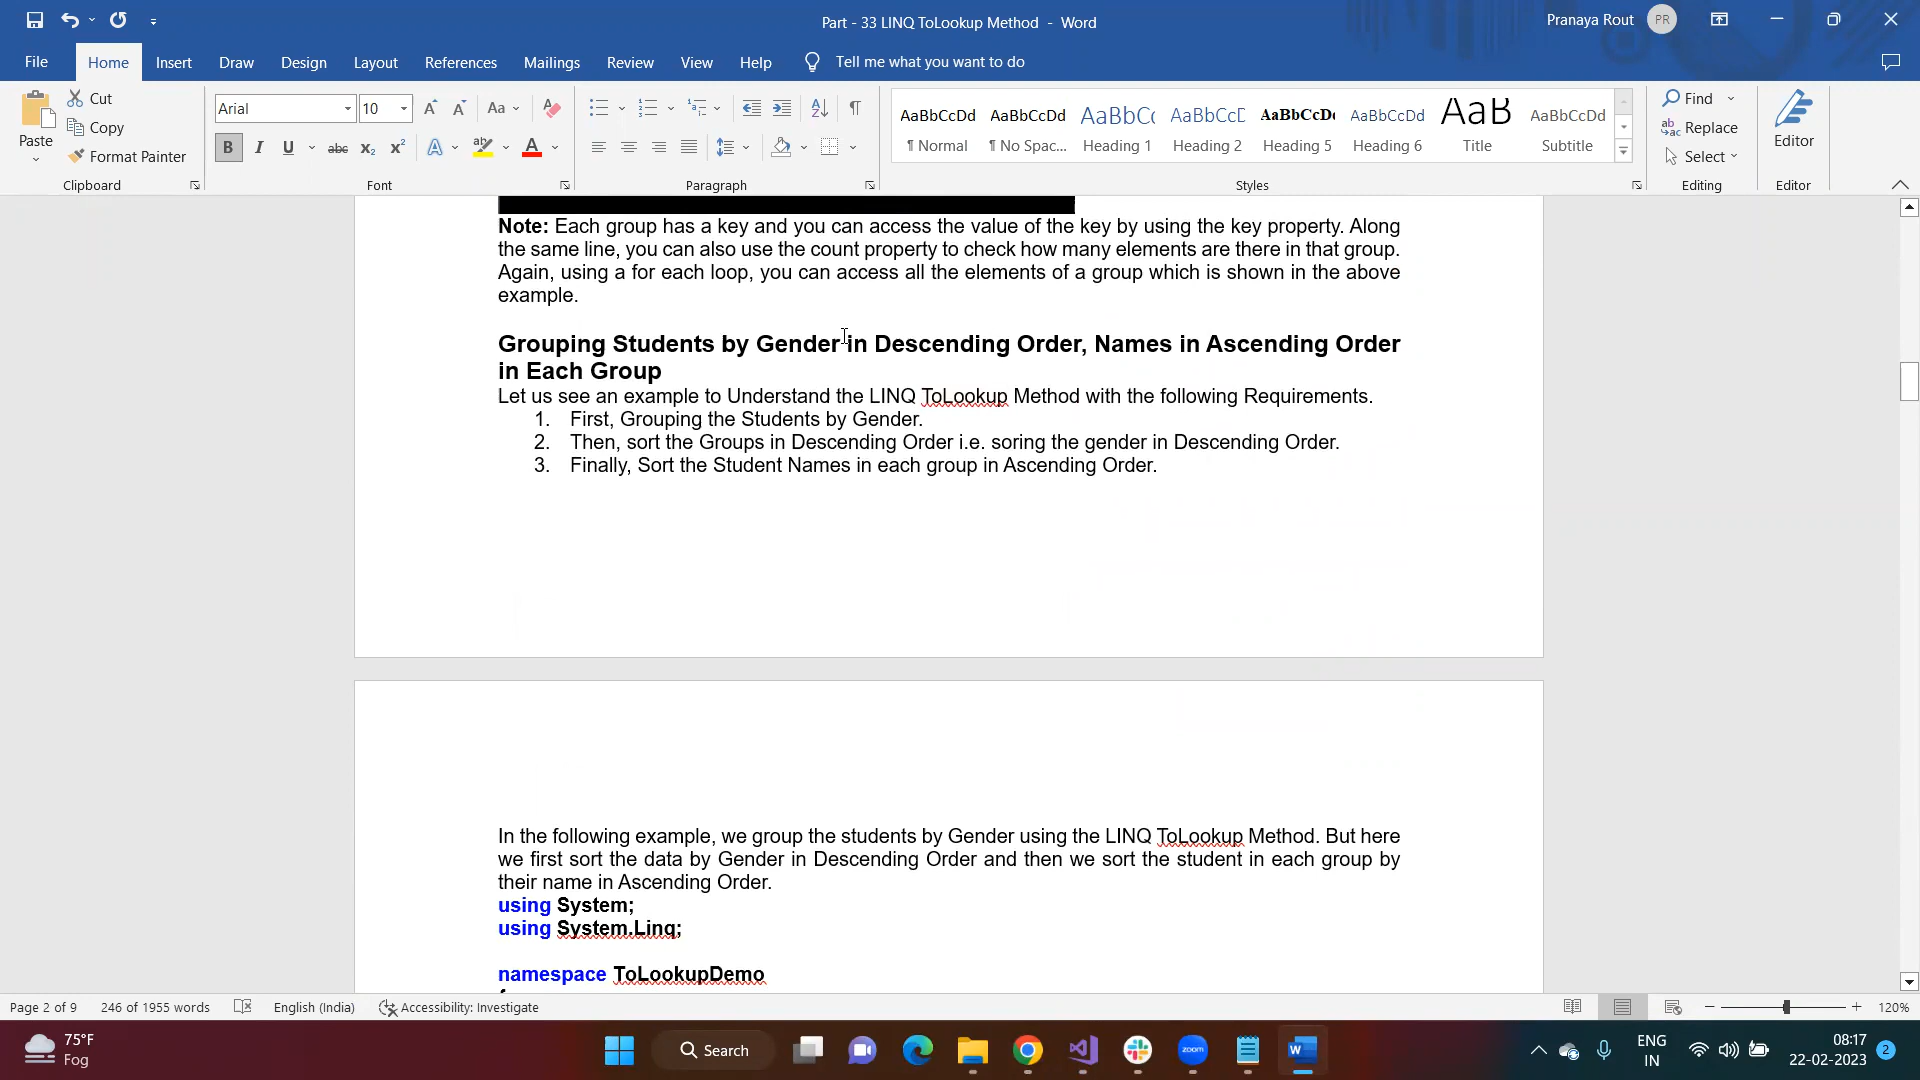 Part - 33 LINQ ToLookup Method - Word
Pranaya Rout
PR
File Home Insert Draw Design Layout References Mailings Review View Help Tell me what you want to do
Paste
Cut
Copy
Format Painter
Clipboard
Arial 10
Font
Paragraph
AaBbCcDd AaBbCcDd AaBbCc AaBbCcD AaBbCcDd AaBbCcDd AaB AaBbCcDd
¶ Normal ¶ No Spac... Heading 1 Heading 2 Heading 5 Heading 6 Title Subtitle
Styles
Find
Replace
Select
Editing
Editor
Editor
Note: Each group has a key and you can access the value of the key by using the key property. Along
the same line, you can also use the count property to check how many elements are there in that group.
Again, using a for each loop, you can access all the elements of a group which is shown in the above
example.
Grouping Students by Gender in Descending Order, Names in Ascending Order
in Each Group
Let us see an example to Understand the LINQ ToLookup Method with the following Requirements.
1. First, Grouping the Students by Gender.
2. Then, sort the Groups in Descending Order i.e. soring the gender in Descending Order.
3. Finally, Sort the Student Names in each group in Ascending Order.
In the following example, we group the students by Gender using the LINQ ToLookup Method. But here
we first sort the data by Gender in Descending Order and then we sort the student in each group by
their name in Ascending Order.
using System;
using System.Linq;
namespace ToLookupDemo
Page 2 of 9 246 of 1955 words English (India) Accessibility: Investigate 120%
75°F
Fog
Search
zoom
ENG
IN
08:17
22-02-2023
2